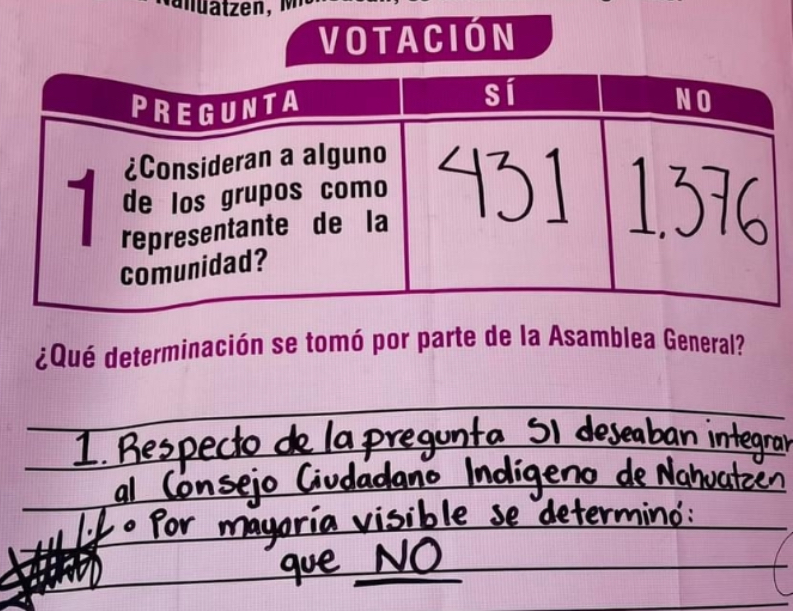 Nahuatzen,
VOTACIÓN
PREGUNTA SÍ NO
1 ¿Consideran a alguno
de los grupos como
representante de la
comunidad?
431 1.376
¿Qué determinación se tomó por parte de la Asamblea General?
1. Respecto de la pregunta SI deseaban integrar
al Consejo Ciudadano Indígena de Nahuatzen
• Por mayoría visible se determinó:
que NO